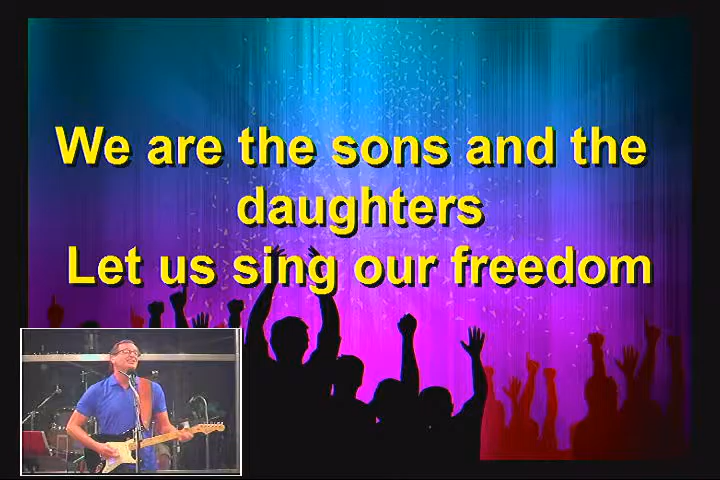 We are the sons and the
daughters
Let us sing our freedom